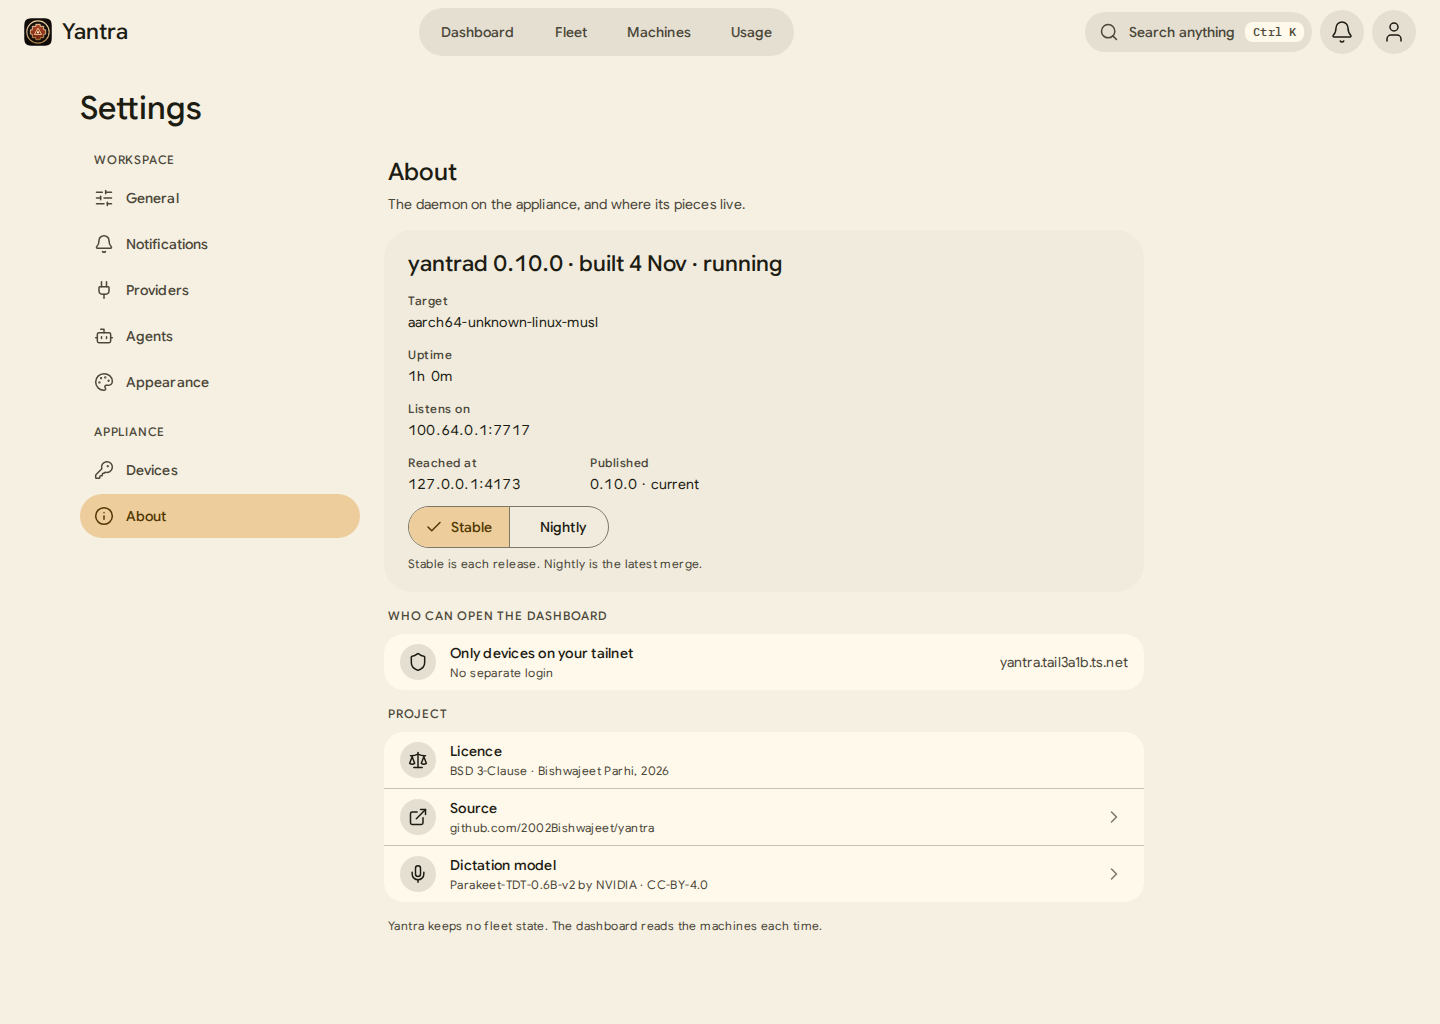 Yantra
Dashboard Fleet Machines Usage
Search anything Ctrl K
Settings
WORKSPACE
General
Notifications
Providers
Agents
Appearance
APPLIANCE
Devices
About
About
The daemon on the appliance, and where its pieces live.
yantrad 0.10.0 · built 4 Nov · running
Target
aarch64-unknown-linux-musl
Uptime
1h 0m
Listens on
100.64.0.1:7717
Reached at Published
127.0.0.1:4173 0.10.0 · current
Stable Nightly
Stable is each release. Nightly is the latest merge.
WHO CAN OPEN THE DASHBOARD
Only devices on your tailnet
No separate login
yantra.tail3a1b.ts.net
PROJECT
Licence
BSD 3-Clause · Bishwajeet Parhi, 2026
Source
github.com/2002Bishwajeet/yantra
Dictation model
Parakeet-TDT-0.6B-v2 by NVIDIA · CC-BY-4.0
Yantra keeps no fleet state. The dashboard reads the machines each time.